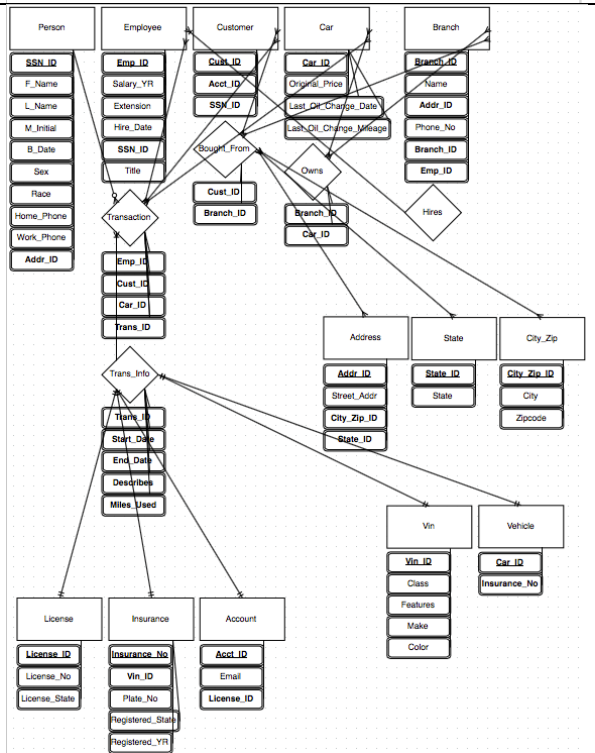 Person
Employee
Customer
Car
Branch
SSN_ID
F_Name
L_Name
M_Initial
B_Date
Sex
Race
Home_Phone
Work_Phone
Addr_ID
Emp_ID
Salary_YR
Extension
Hire_Date
SSN_ID
Title
Cust_ID
Acct_ID
SSN_ID
Car_ID
Original_Price
Last_Oil_Change_Date
Last_Oil_Change_Mileage
Branch_ID
Name
Addr_ID
Phone_No
Branch_ID
Emp_ID
Bought_From
Cust_ID
Branch_ID
Owns
Branch_ID
Car_ID
Hires
Transaction
Emp_ID
Cust_ID
Car_ID
Trans_ID
Address
State
City_Zip
Addr_ID
Street_Addr
City_Zip_ID
State_ID
State_ID
State
City_Zip_ID
City
Zipcode
Trans_Info
Trans_ID
Start_Date
End_Date
Describes
Miles_Used
Vin
Vehicle
Vin_ID
Class
Features
Make
Color
Car_ID
Insurance_No
License
Insurance
Account
License_ID
License_No
License_State
Insurance_No
Vin_ID
Plate_No
Registered_State
Registered_YR
Acct_ID
Email
License_ID